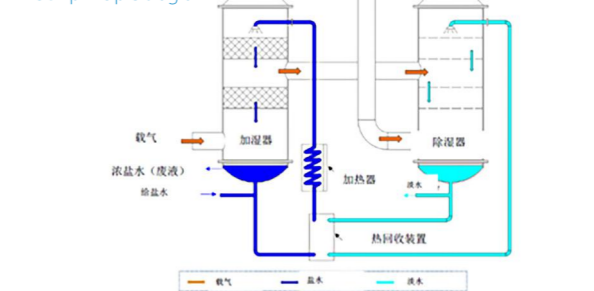 载气
加湿器
除湿器
浓盐水（废液）
给盐水
加热器
淡水
热回收装置
载气
盐水
淡水